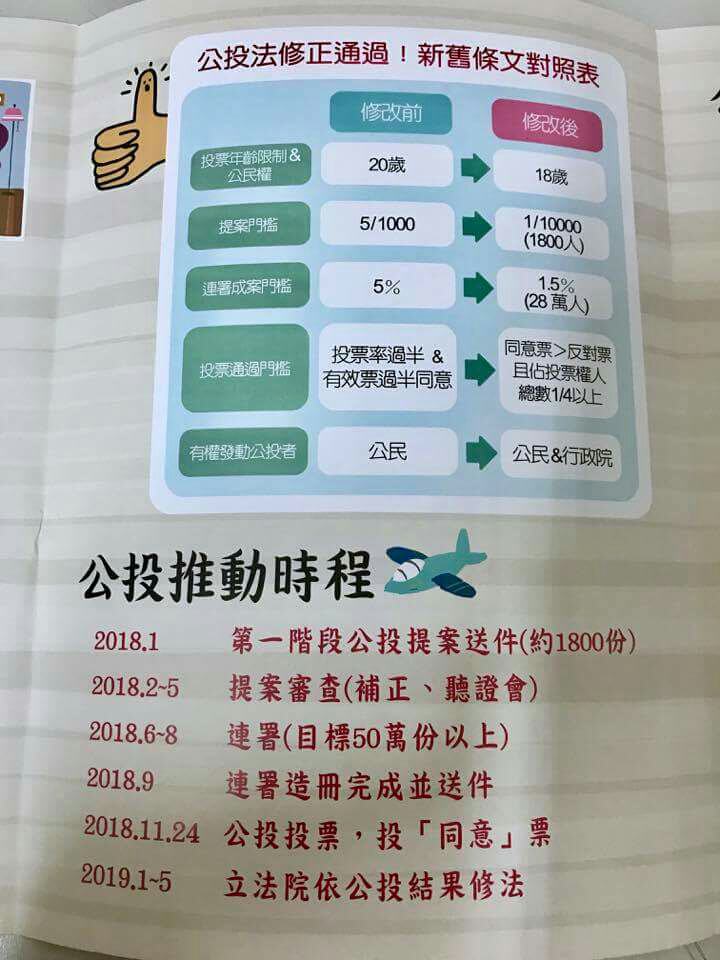 公投法修正通過！新舊條文對照表
修改前
修改後
投票年齡限制&
公民權
20歲
18歲
提案門檻
5/1000
1/10000
(1800人)
連署成案門檻
5%
1.5%
(28萬人)
投票通過門檻
投票率過半 &
有效票過半同意
同意票＞反對票
且佔投票權人
總數1/4以上
有權發動公投者
公民
公民&行政院
公投推動時程
2018.1 第一階段公投提案送件(約1800份)
2018.2~5 提案審查(補正、聽證會)
2018.6~8 連署(目標50萬份以上)
2018.9 連署造冊完成並送件
2018.11.24 公投投票，投「同意」票
2019.1~5 立法院依公投結果修法